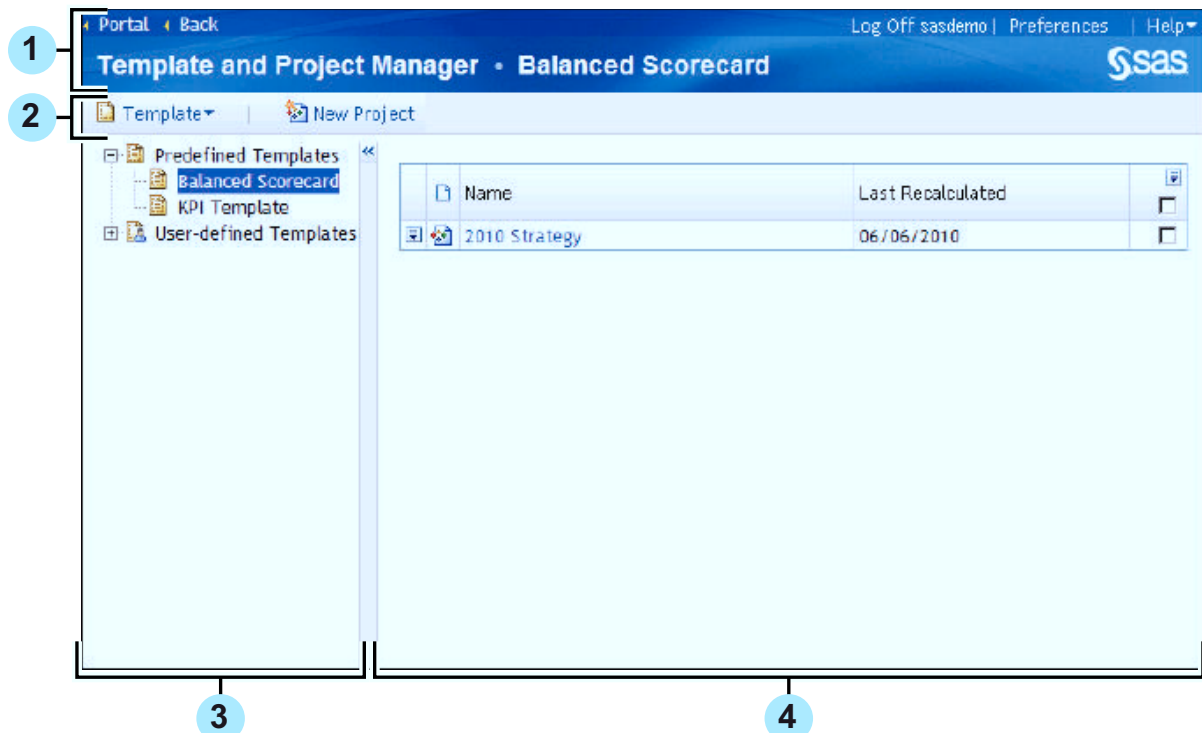 Portal Back Log Off sasdemo | Preferences | Help
1
Template and Project Manager • Balanced Scorecard sas
2
Template | New Project
Predefined Templates «
Balanced Scorecard
KPI Template
User-defined Templates
Name Last Recalculated
2010 Strategy 06/06/2010
3 4